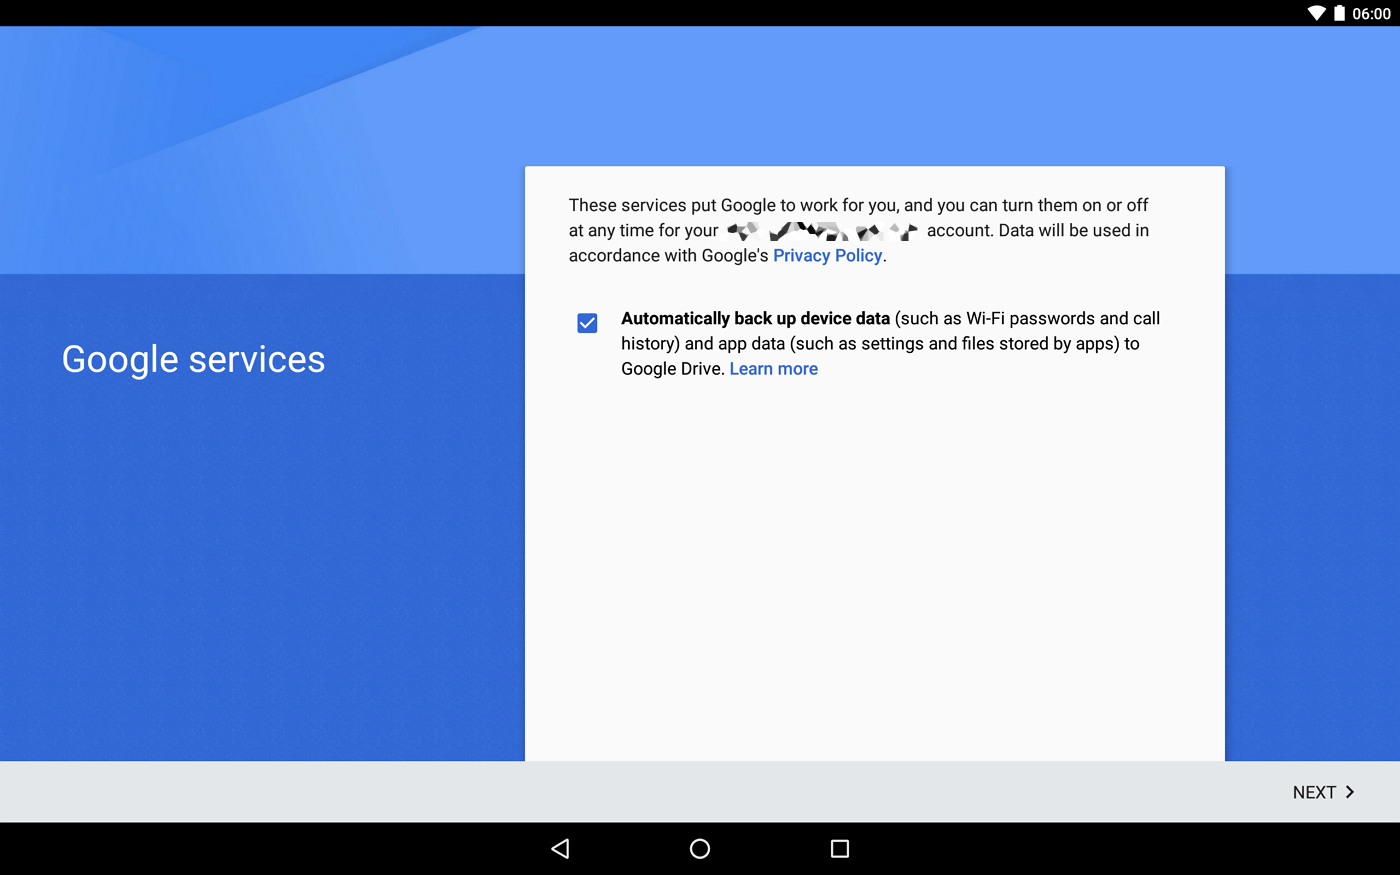 06:00
Google services
These services put Google to work for you, and you can turn them on or off
at any time for your account. Data will be used in
accordance with Google's Privacy Policy.
Automatically back up device data (such as Wi-Fi passwords and call
history) and app data (such as settings and files stored by apps) to
Google Drive. Learn more
NEXT